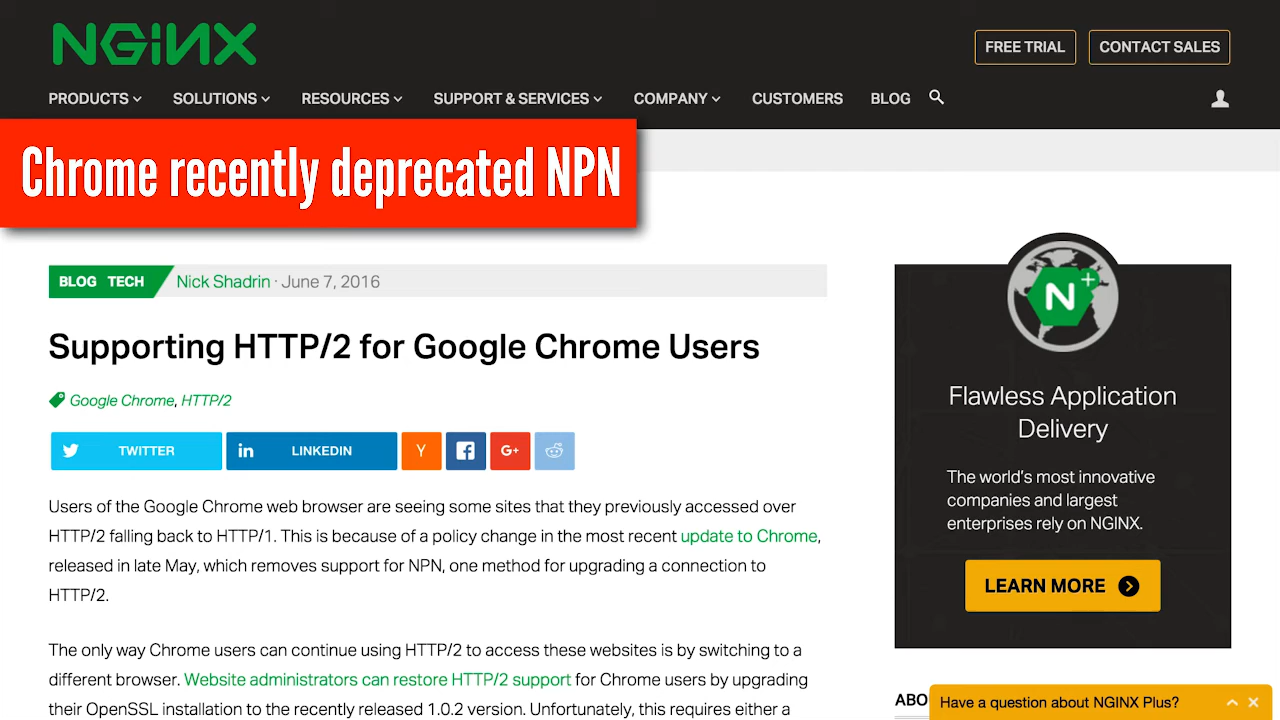 NGINX
FREE TRIAL
CONTACT SALES
PRODUCTS
SOLUTIONS
RESOURCES
SUPPORT & SERVICES
COMPANY
CUSTOMERS
BLOG
Chrome recently deprecated NPN
BLOG TECH Nick Shadrin · June 7, 2016
Supporting HTTP/2 for Google Chrome Users
Google Chrome, HTTP/2
TWITTER
in LINKEDIN
Y
G+
Users of the Google Chrome web browser are seeing some sites that they previously accessed over
HTTP/2 falling back to HTTP/1. This is because of a policy change in the most recent update to Chrome,
released in late May, which removes support for NPN, one method for upgrading a connection to
HTTP/2.
The only way Chrome users can continue using HTTP/2 to access these websites is by switching to a
different browser. Website administrators can restore HTTP/2 support for Chrome users by upgrading
their OpenSSL installation to the recently released 1.0.2 version. Unfortunately, this requires either a
N+
Flawless Application
Delivery
The world's most innovative
companies and largest
enterprises rely on NGINX.
LEARN MORE
ABO
Have a question about NGINX Plus?